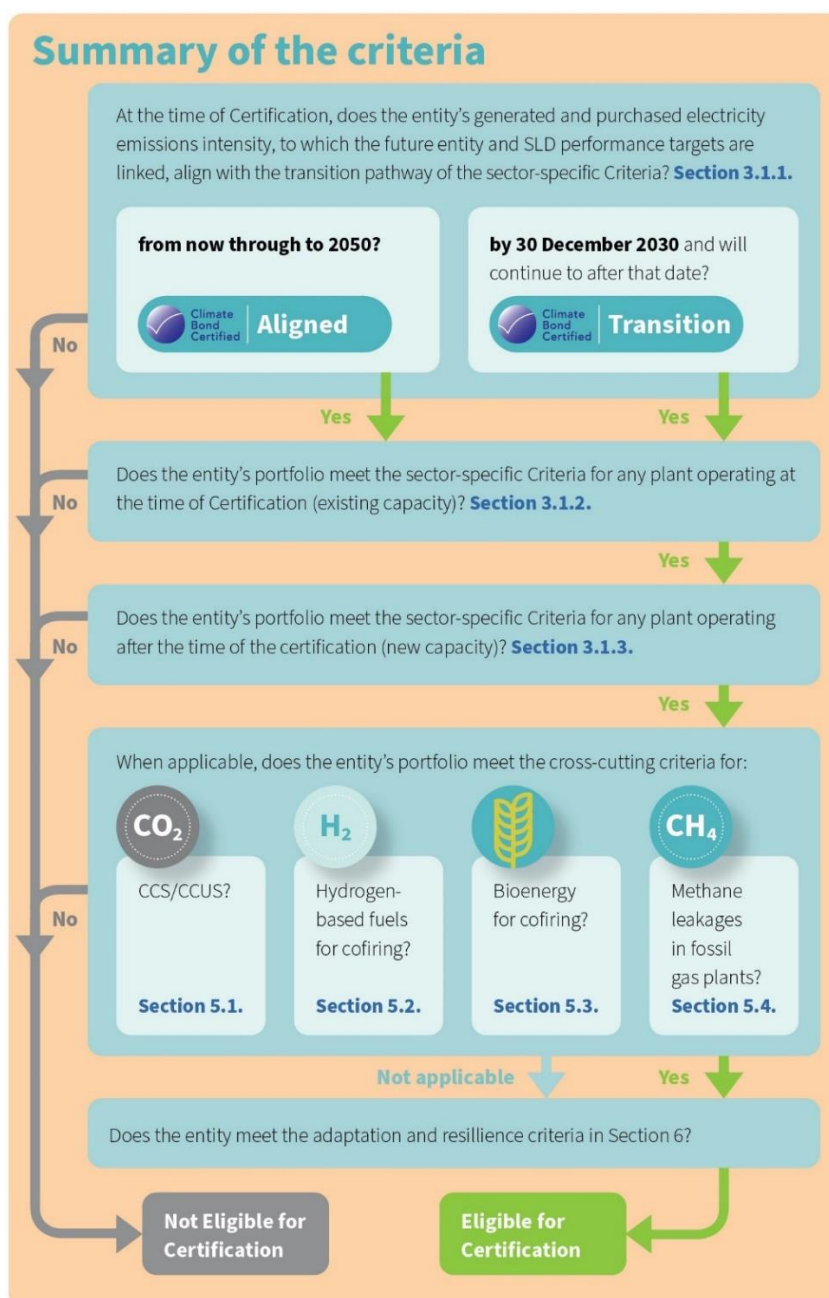 Summary of the criteria
At the time of Certification, does the entity's generated and purchased electricity
emissions intensity, to which the future entity and SLD performance targets are
linked, align with the transition pathway of the sector-specific Criteria? Section 3.1.1.
from now through to 2050?
Climate
Bond
Certified
Aligned
by 30 December 2030 and will
continue to after that date?
Climate
Bond
Certified
Transition
No
Yes
Yes
Does the entity's portfolio meet the sector-specific Criteria for any plant operating at
the time of Certification (existing capacity)? Section 3.1.2.
No
Yes
Does the entity's portfolio meet the sector-specific Criteria for any plant operating
after the time of the certification (new capacity)? Section 3.1.3.
No
Yes
When applicable, does the entity's portfolio meet the cross-cutting criteria for:
CO₂
CCS/CCUS?
Section 5.1.
H₂
Hydrogen-
based fuels
for cofiring?
Section 5.2.
Bioenergy
for cofiring?
Section 5.3.
CH₄
Methane
leakages
in fossil
gas plants?
Section 5.4.
No
Not applicable
Yes
Does the entity meet the adaptation and resillience criteria in Section 6?
Not Eligible for
Certification
Eligible for
Certification